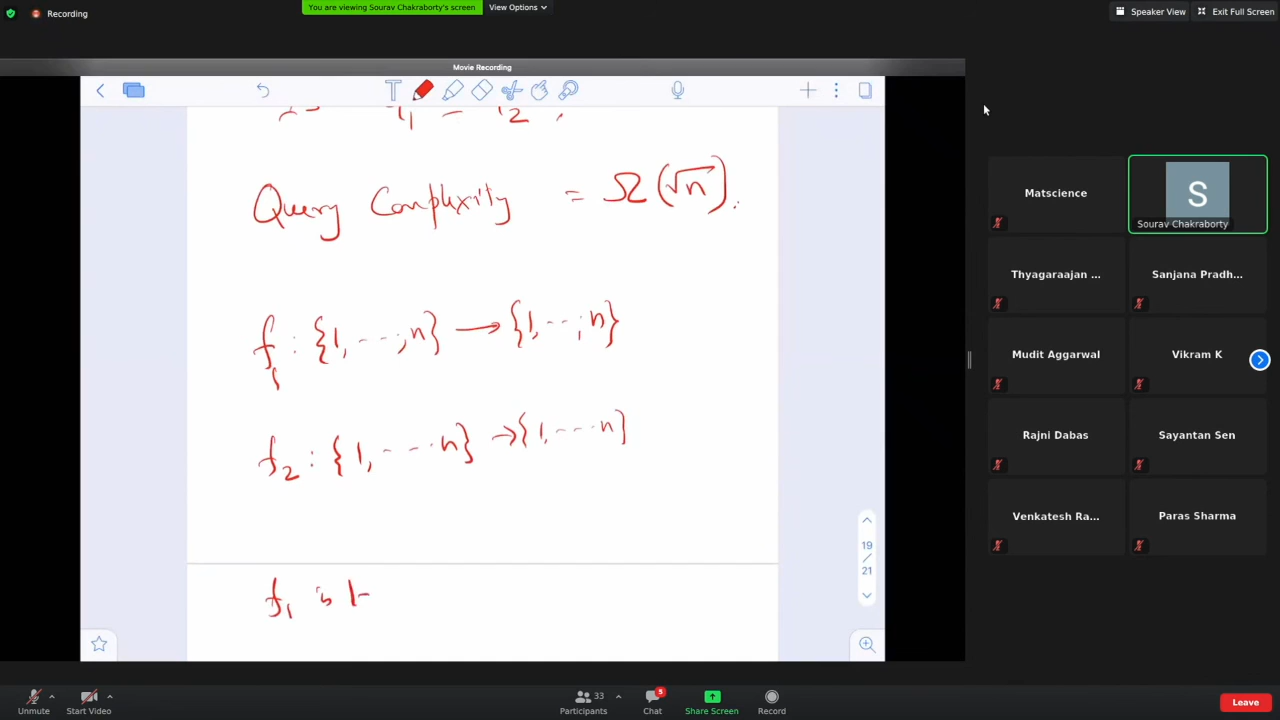 Recording
You are viewing Sourav Chakraborty's screen
View Options
Speaker View
Exit Full Screen
Movie Recording
Query Complexity = Ω(√n).
f₁ : {1, - - -, n} → {1, - -, n}
f₂ : {1, - - - · n} → {1, - - - n}
f₁ is 1-
19
/
21
Matscience
S
Sourav Chakraborty
Thyagaraajan ...
Sanjana Pradh...
Mudit Aggarwal
Vikram K
Rajni Dabas
Sayantan Sen
Venkatesh Ra...
Paras Sharma
Unmute
Start Video
33
Participants
5
Chat
Share Screen
Record
Leave